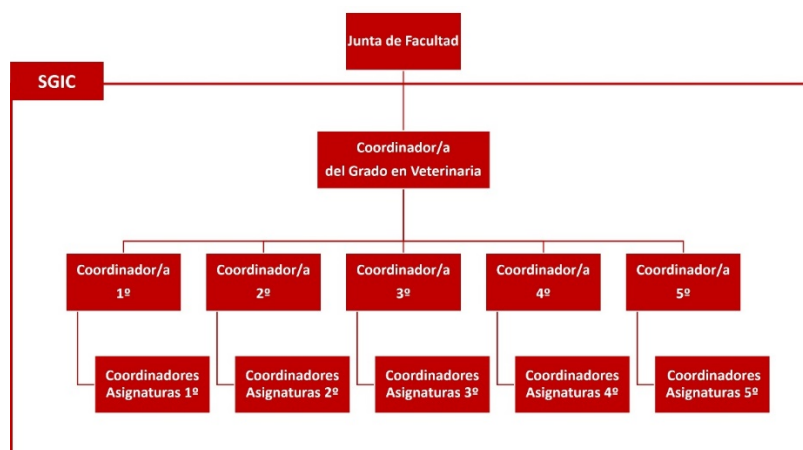 Junta de Facultad
SGIC
Coordinador/a
del Grado en Veterinaria
Coordinador/a
1º
Coordinador/a
2º
Coordinador/a
3º
Coordinador/a
4º
Coordinador/a
5º
Coordinadores
Asignaturas 1º
Coordinadores
Asignaturas 2º
Coordinadores
Asignaturas 3º
Coordinadores
Asignaturas 4º
Coordinadores
Asignaturas 5º